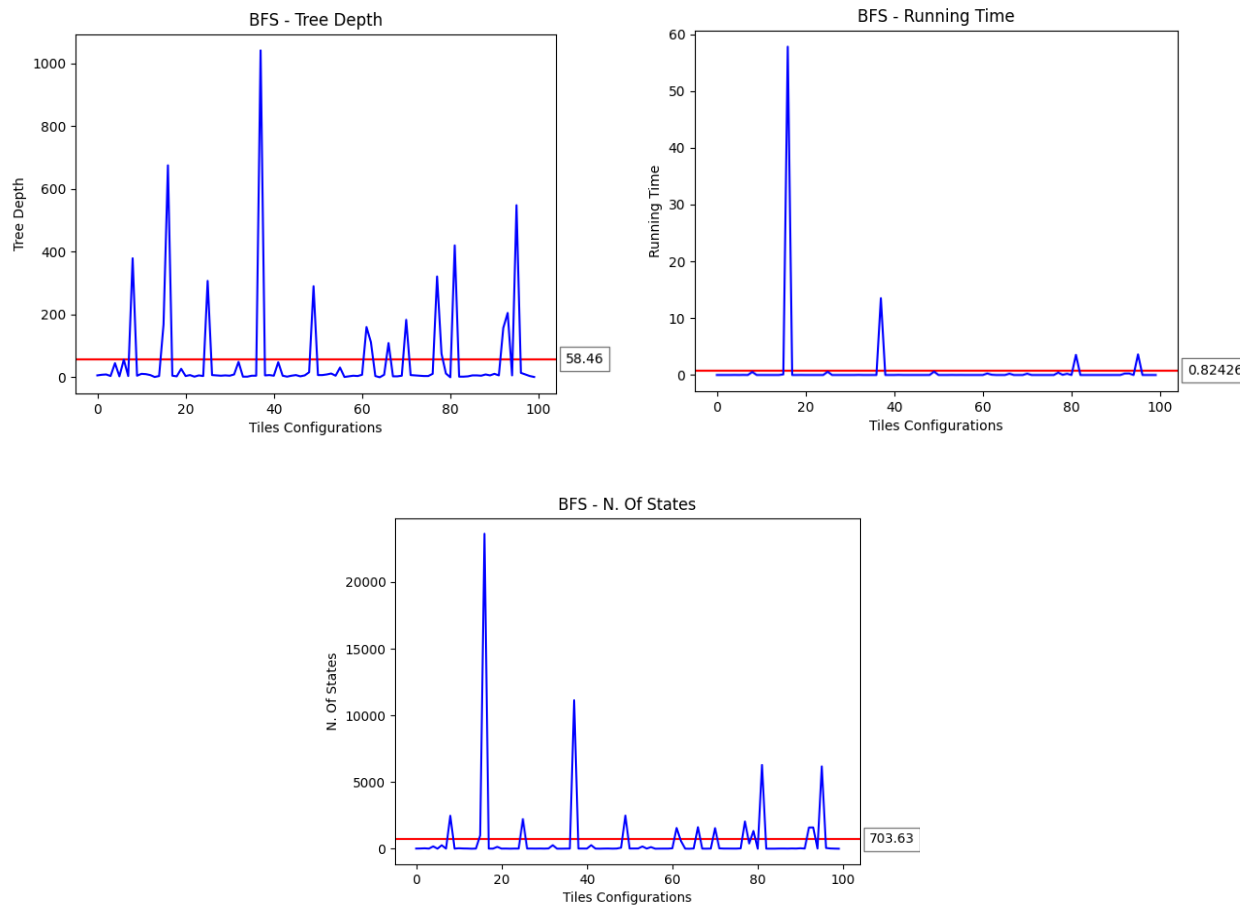 BFS - Tree Depth
Tree Depth
1000
800
600
400
200
0
58.46
0 20 40 60 80 100
Tiles Configurations
BFS - Running Time
Running Time
60
50
40
30
20
10
0
0.82426
0 20 40 60 80 100
Tiles Configurations
BFS - N. Of States
N. Of States
20000
15000
10000
5000
0
703.63
0 20 40 60 80 100
Tiles Configurations